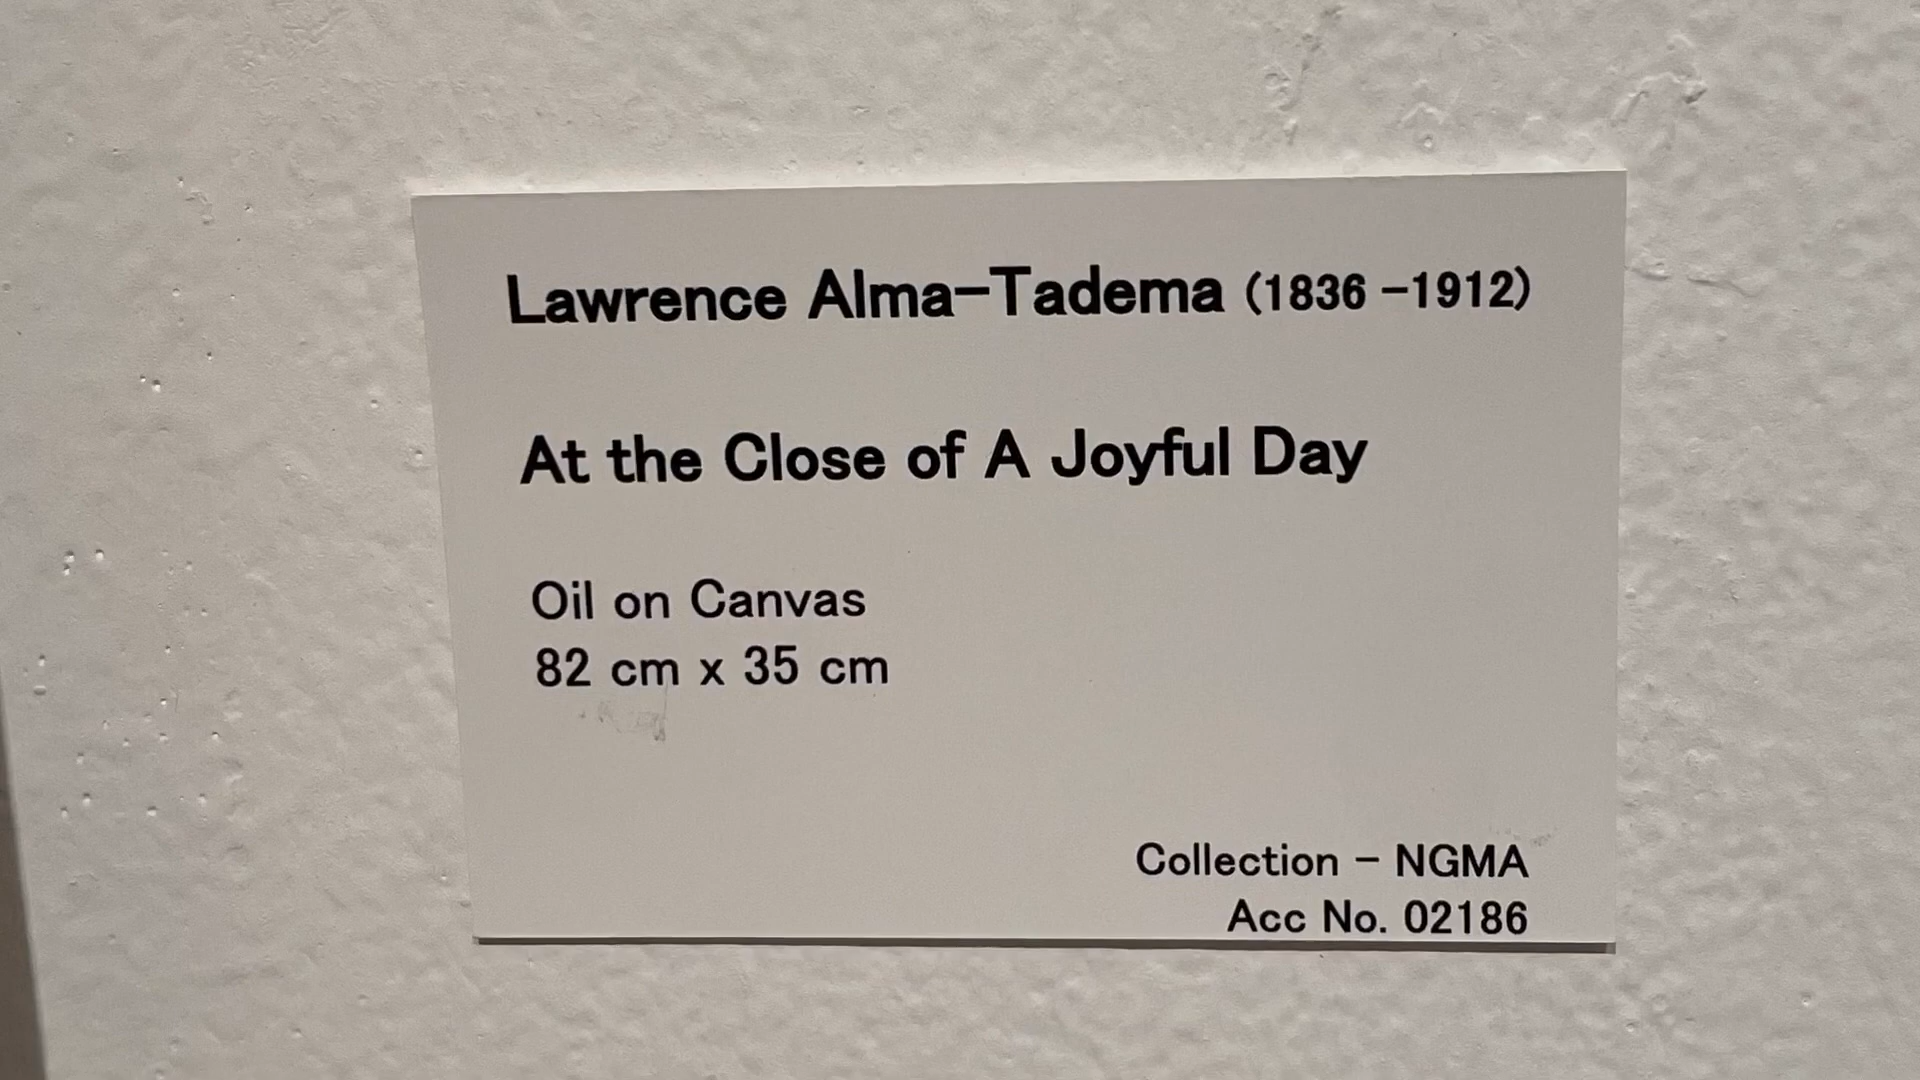 Lawrence Alma-Tadema (1836 -1912)
At the Close of A Joyful Day
Oil on Canvas
82 cm x 35 cm
Collection - NGMA
Acc No. 02186